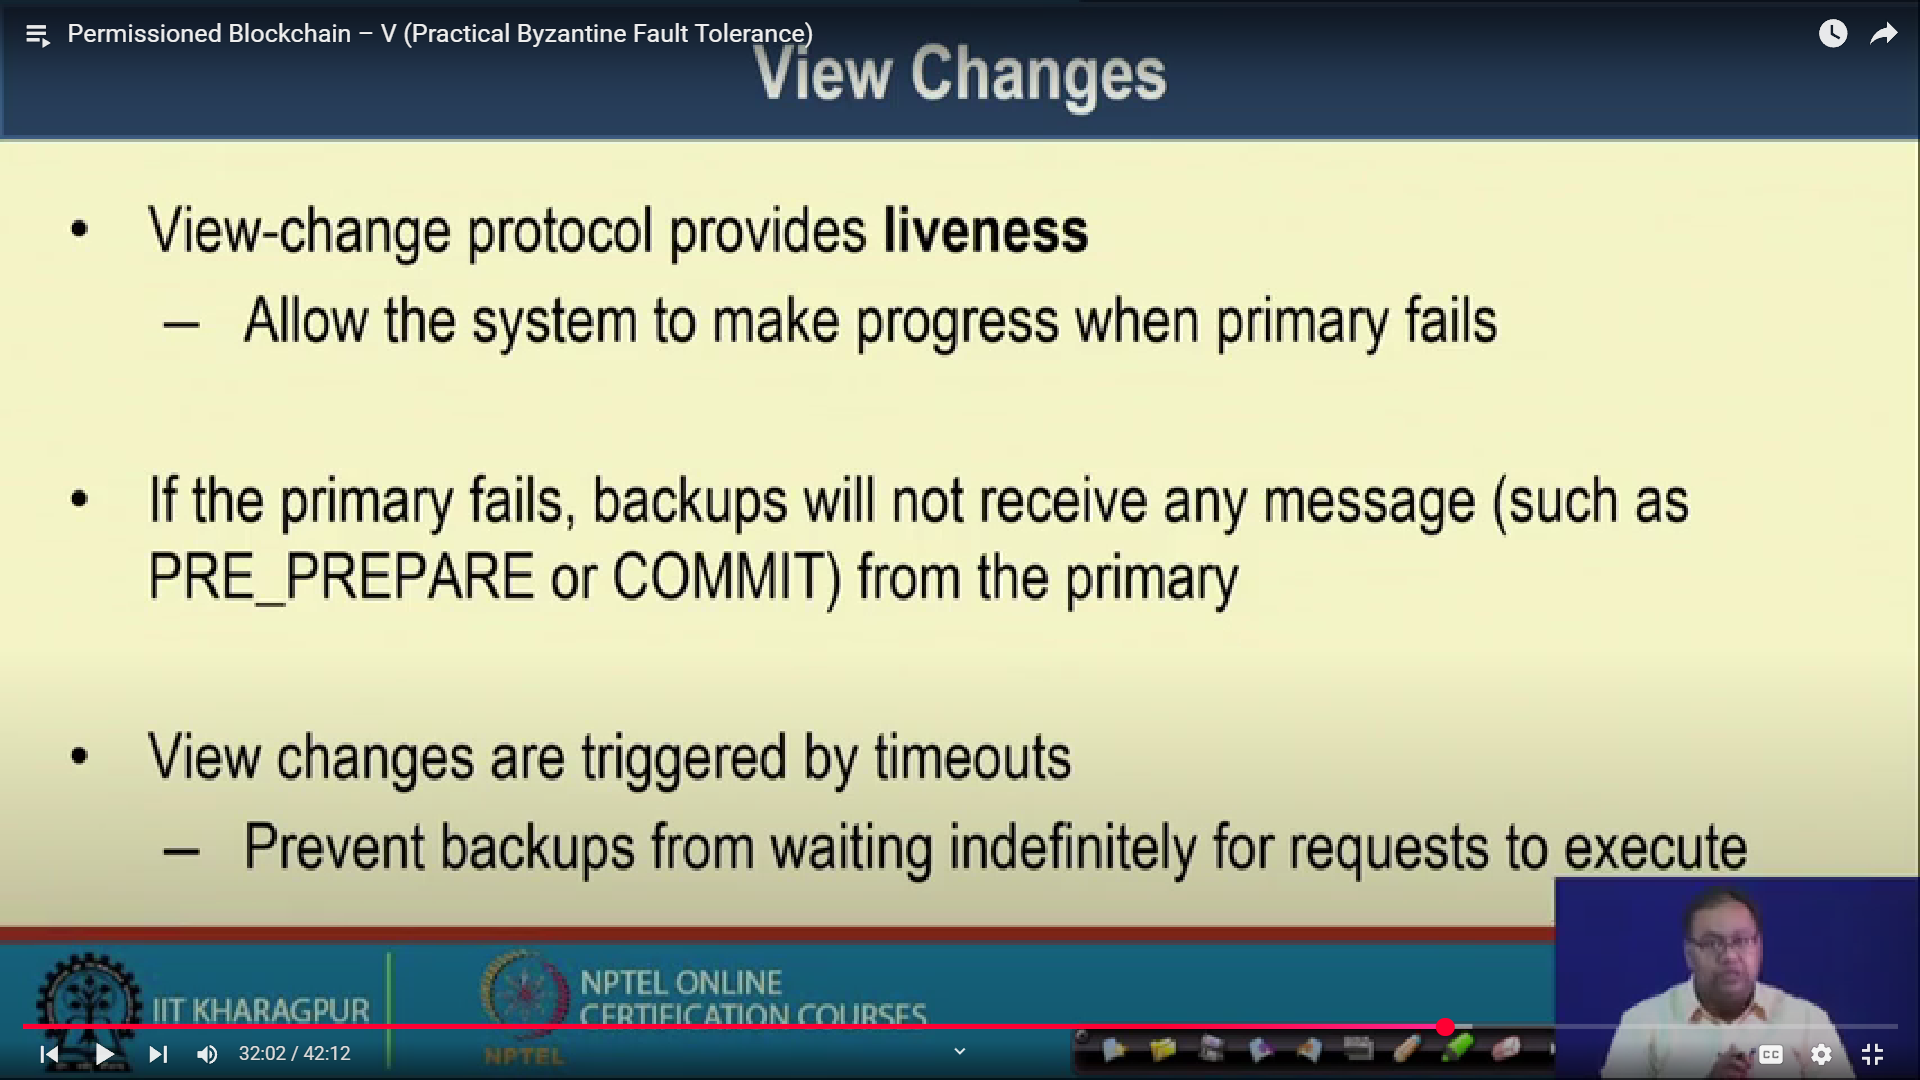 Permissioned Blockchain – V (Practical Byzantine Fault Tolerance)
View Changes
• View-change protocol provides liveness
– Allow the system to make progress when primary fails
• If the primary fails, backups will not receive any message (such as
PRE_PREPARE or COMMIT) from the primary
• View changes are triggered by timeouts
– Prevent backups from waiting indefinitely for requests to execute
IIT KHARAGPUR
NPTEL
NPTEL ONLINE
CERTIFICATION COURSES
32:02 / 42:12
CC